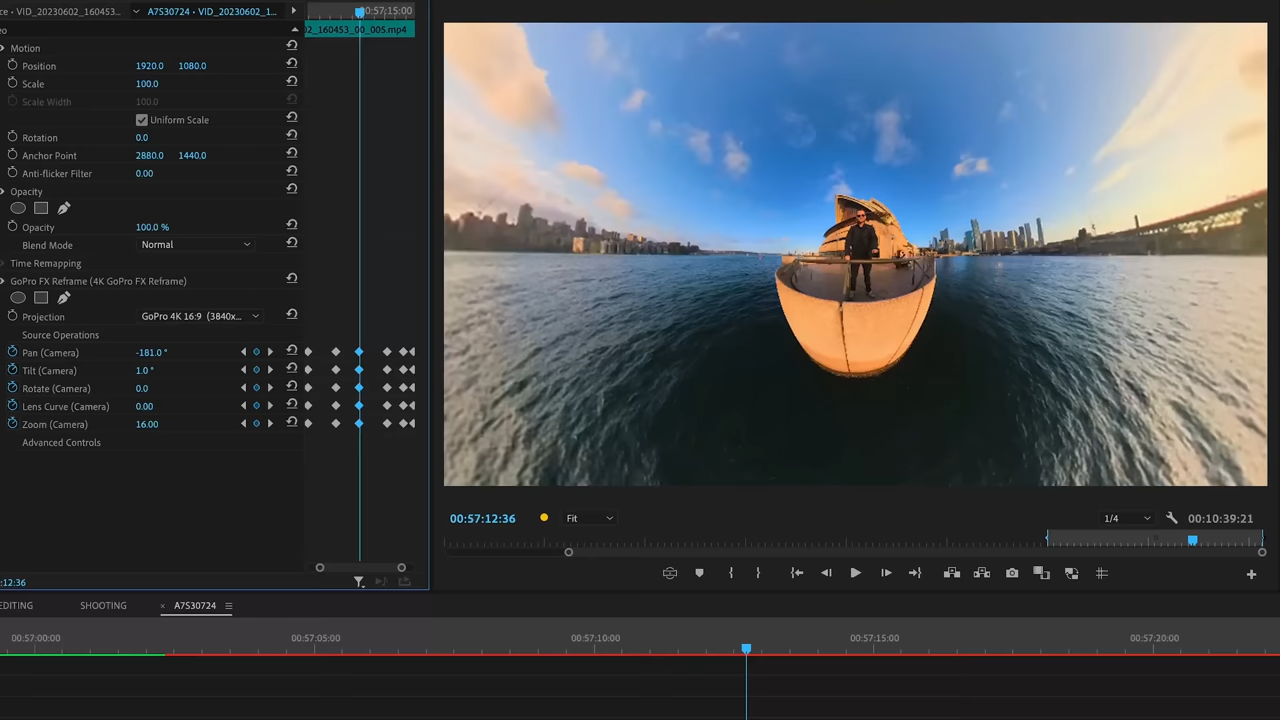 ce • VID_20230602_160453...
A7S30724 • VID_20230602_1...
00:57:15:00
eo
02_160453_00_005.mp4
Motion
Position 1920.0 1080.0
Scale 100.0
Scale Width 100.0
Uniform Scale
Rotation 0.0
Anchor Point 2880.0 1440.0
Anti-flicker Filter 0.00
Opacity
Opacity 100.0 %
Blend Mode Normal
Time Remapping
GoPro FX Reframe (4K GoPro FX Reframe)
Projection GoPro 4K 16:9 (3840x...
Source Operations
Pan (Camera) -181.0 °
Tilt (Camera) 1.0 °
Rotate (Camera) 0.0
Lens Curve (Camera) 0.00
Zoom (Camera) 16.00
Advanced Controls
00:57:12:36 Fit 1/4 00:10:39:21
:12:36
EDITING SHOOTING × A7S30724
00:57:00:00 00:57:05:00 00:57:10:00 00:57:15:00 00:57:20:00